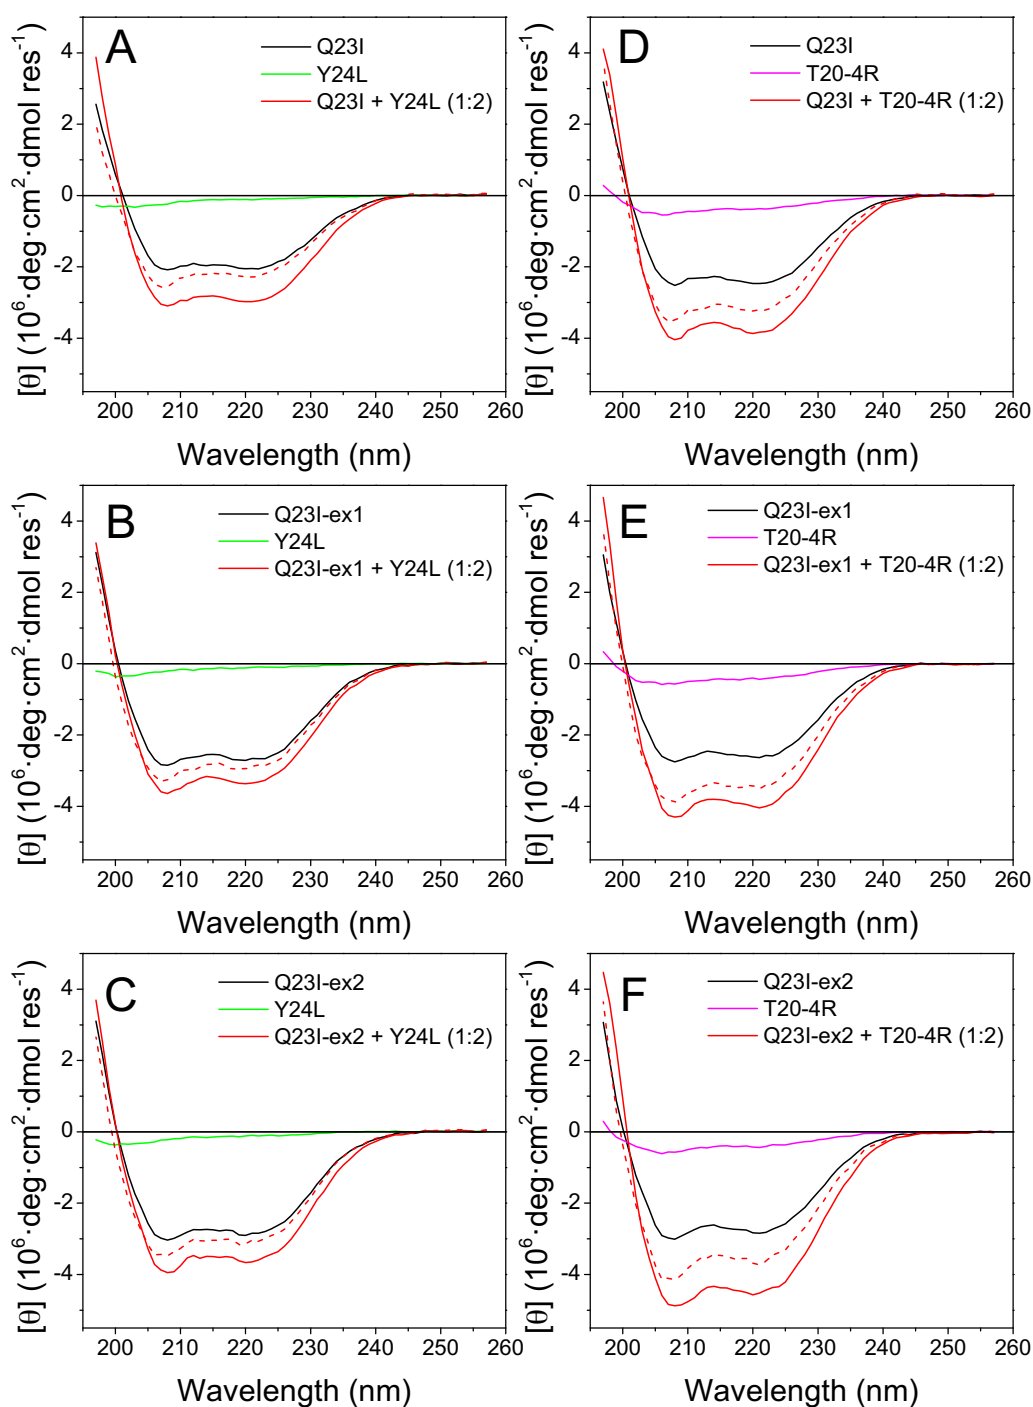 A
Q23I
Y24L
Q23I + Y24L (1:2)
4
2
0
-2
-4
[θ] (10⁶·deg·cm²·dmol res⁻¹)
200 210 220 230 240 250 260
Wavelength (nm)
D
Q23I
T20-4R
Q23I + T20-4R (1:2)
4
2
0
-2
-4
[θ] (10⁶·deg·cm²·dmol res⁻¹)
200 210 220 230 240 250 260
Wavelength (nm)
B
Q23I-ex1
Y24L
Q23I-ex1 + Y24L (1:2)
4
2
0
-2
-4
[θ] (10⁶·deg·cm²·dmol res⁻¹)
200 210 220 230 240 250 260
Wavelength (nm)
E
Q23I-ex1
T20-4R
Q23I-ex1 + T20-4R (1:2)
4
2
0
-2
-4
[θ] (10⁶·deg·cm²·dmol res⁻¹)
200 210 220 230 240 250 260
Wavelength (nm)
C
Q23I-ex2
Y24L
Q23I-ex2 + Y24L (1:2)
4
2
0
-2
-4
[θ] (10⁶·deg·cm²·dmol res⁻¹)
200 210 220 230 240 250 260
Wavelength (nm)
F
Q23I-ex2
T20-4R
Q23I-ex2 + T20-4R (1:2)
4
2
0
-2
-4
[θ] (10⁶·deg·cm²·dmol res⁻¹)
200 210 220 230 240 250 260
Wavelength (nm)